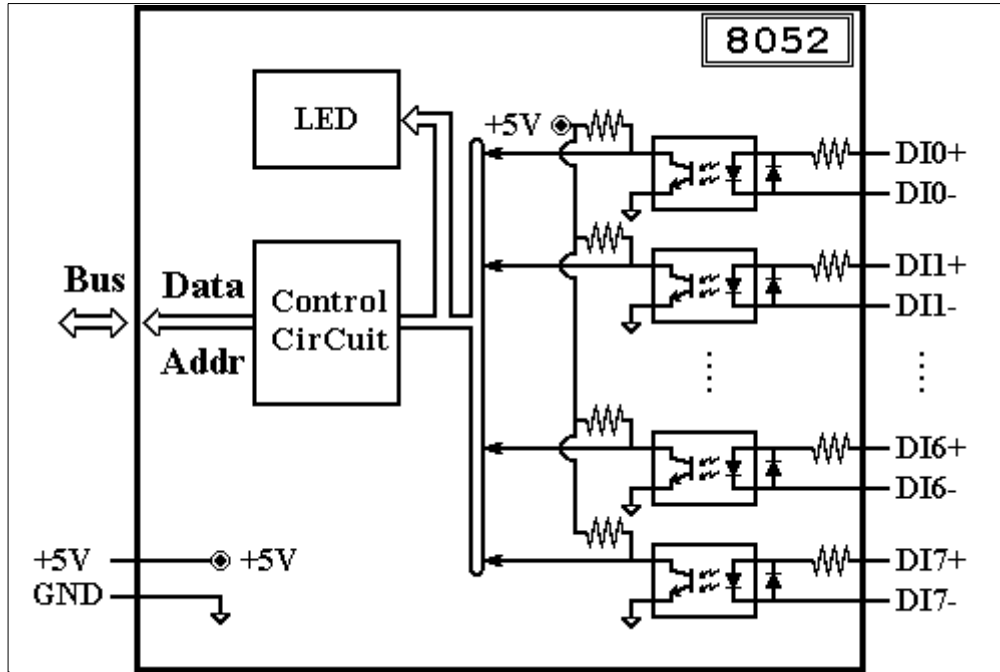 8052
LED
+5V
DI0+
DI0-
DI1+
DI1-
Bus
Data
Addr
Control
CirCuit
DI6+
DI6-
DI7+
DI7-
+5V
+5V
GND